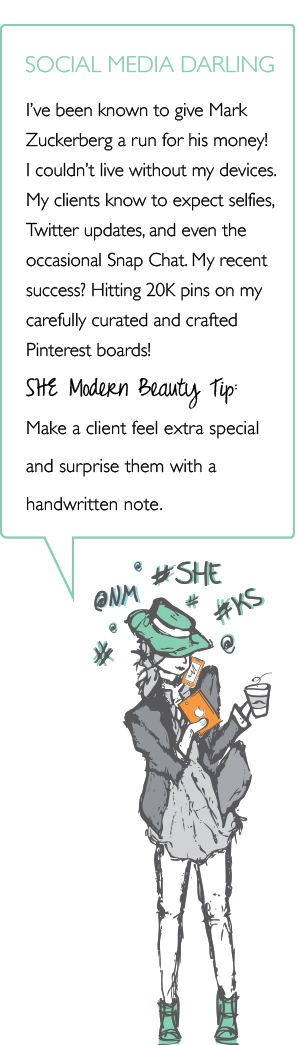 SOCIAL MEDIA DARLING
I've been known to give Mark
Zuckerberg a run for his money!
I couldn't live without my devices.
My clients know to expect selfies,
Twitter updates, and even the
occasional Snap Chat. My recent
success? Hitting 20K pins on my
carefully curated and crafted
Pinterest boards!
SHE Modern Beauty Tip:
Make a client feel extra special
and surprise them with a
handwritten note.
@ #SHE
@NM # #KS
@ @
#